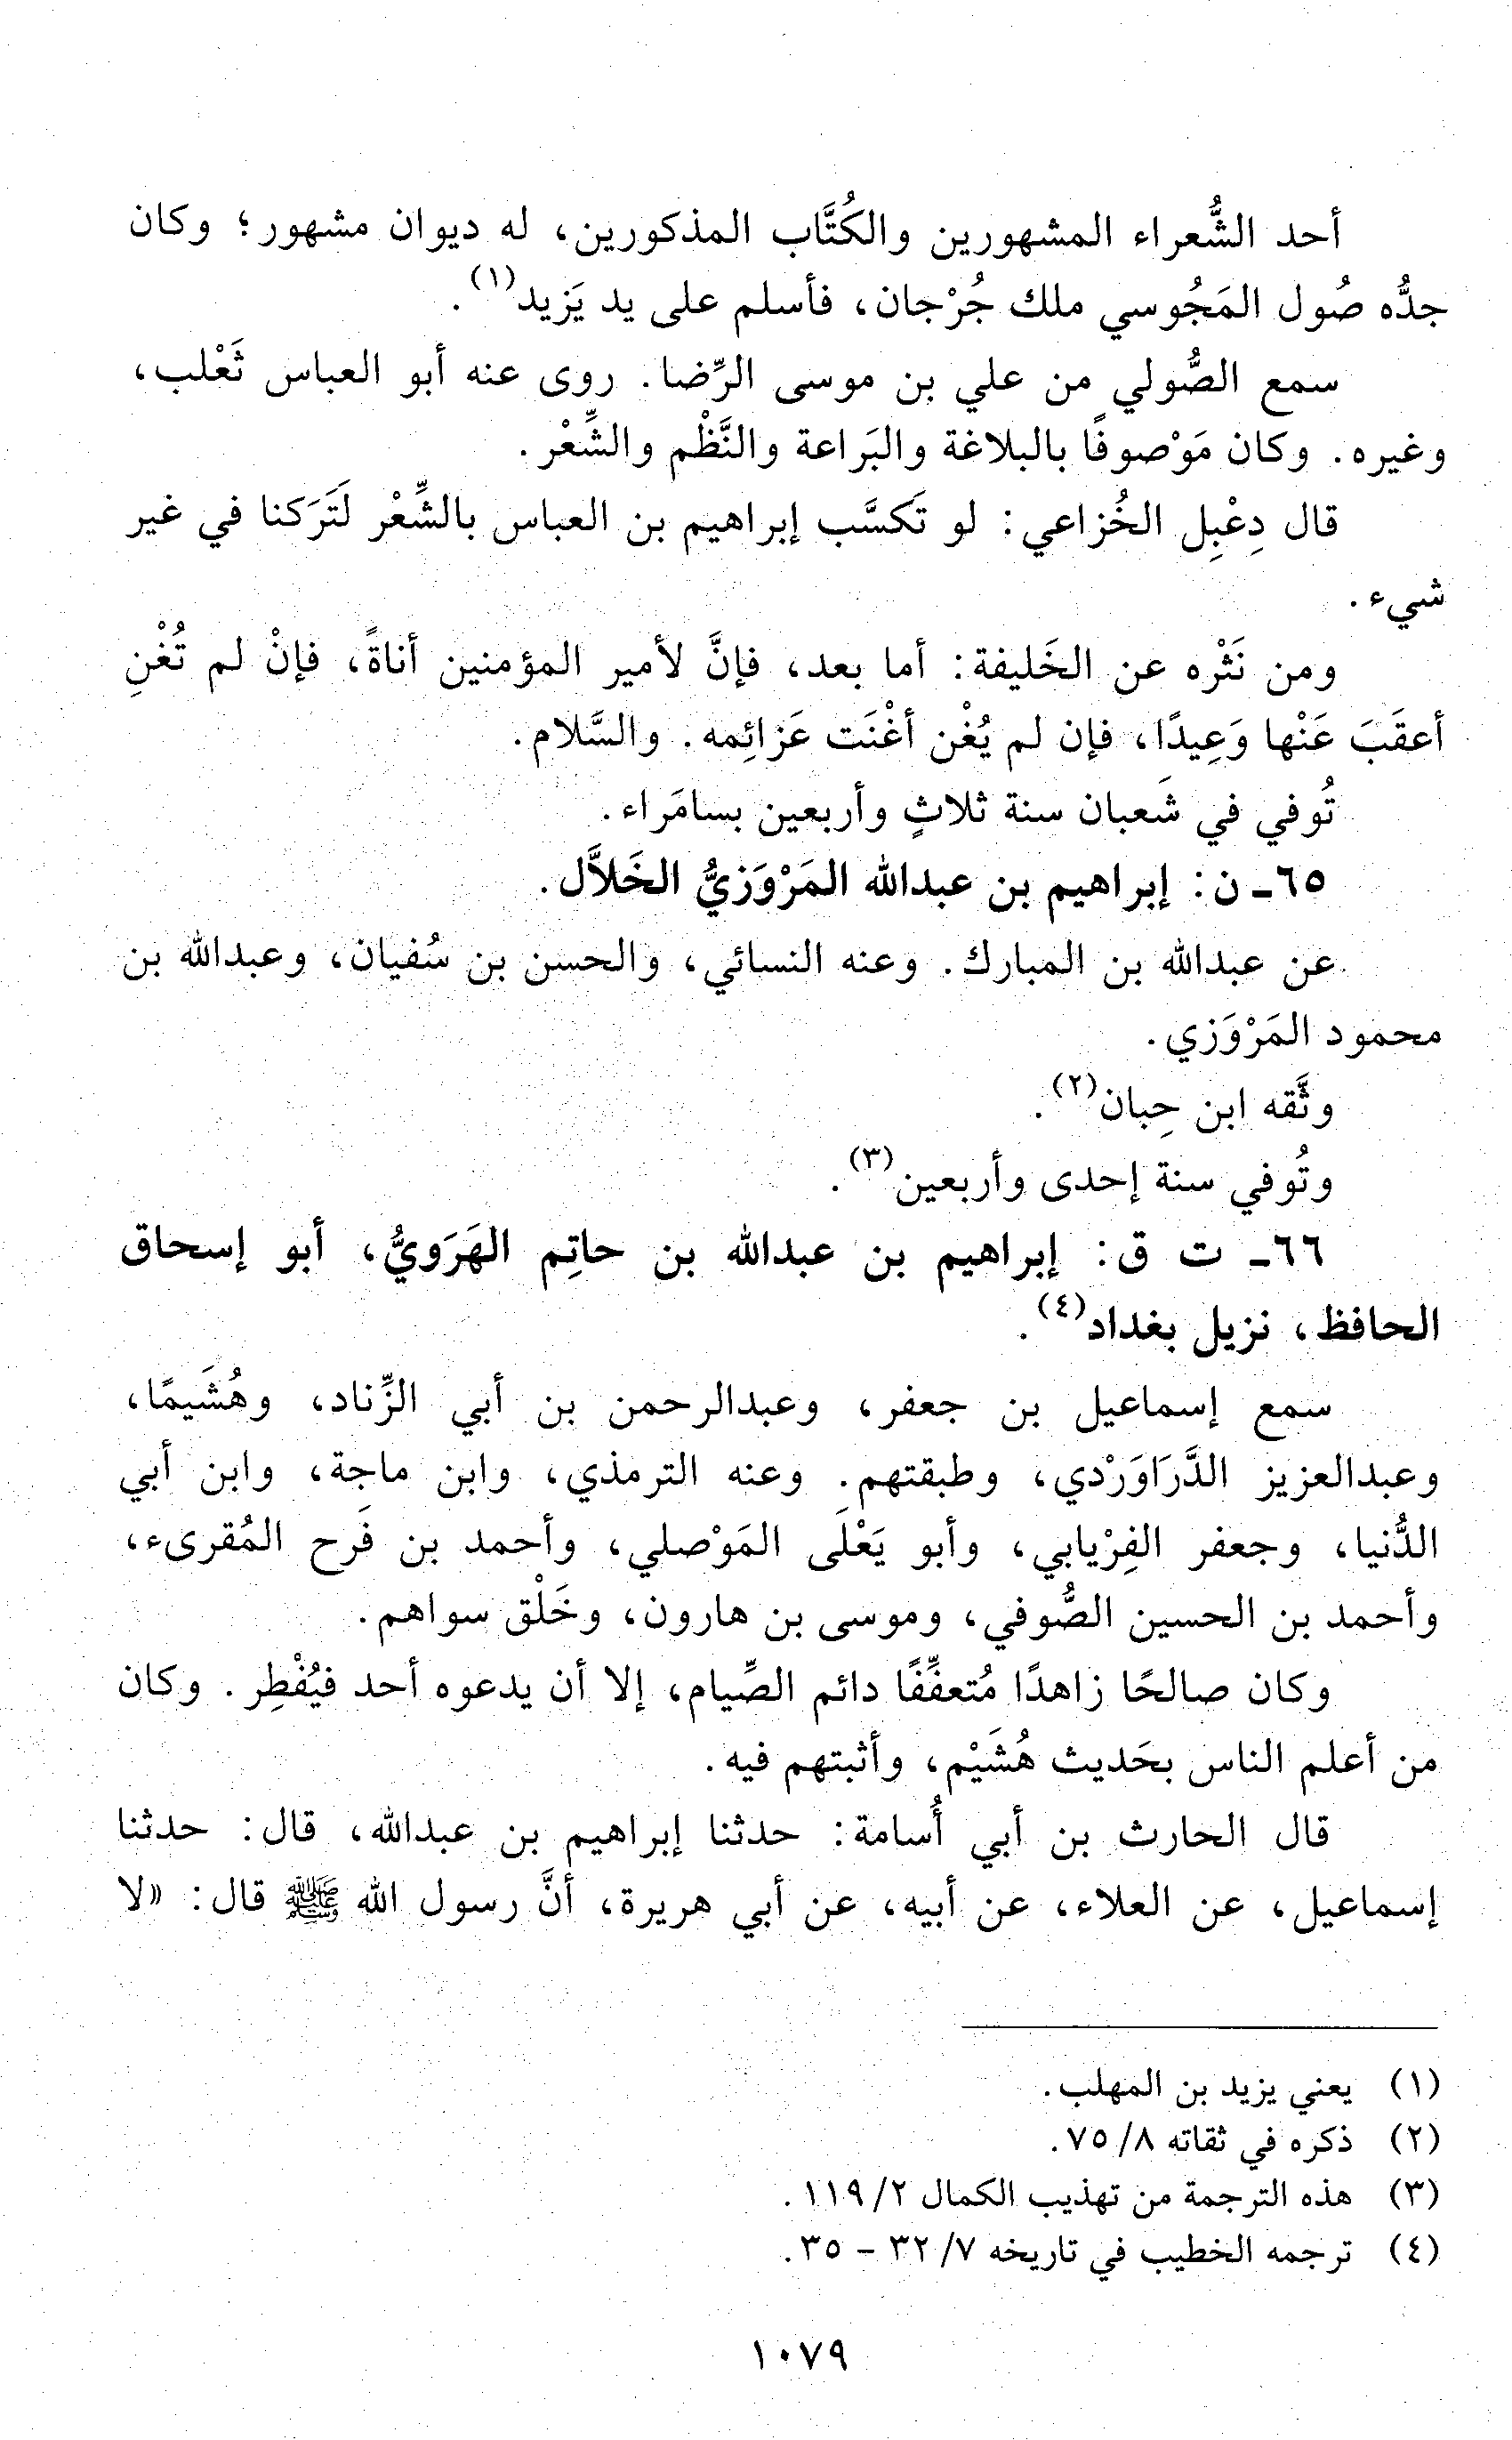 أحد الشُّعراء المشهورين والكُتَّاب المذكورين، له ديوان مشهور؛ وكان
جدُّه صُول المَجُوسي ملك جُرْجان، فأسلم على يد يَزيد(١).
سمع الصُّولي من علي بن موسى الرِّضا. روى عنه أبو العباس ثَعْلب،
وغيره. وكان مَوْصوفًا بالبلاغة والبَراعة والنَّظْم والشِّعْر.
قال دِعْبِل الخُزاعي: لو تَكسَّب إبراهيم بن العباس بالشِّعْر لَتَرَكنا في غير
شيء.
ومن نَثْره عن الخَليفة: أما بعد، فإنَّ لأمير المؤمنين أناةً، فإنْ لم تُغْنِ
أعقَبَ عَنْها وَعِيدًا، فإن لم يُغْن أغْنَت عَزائِمه. والسَّلام.
تُوفي في شَعبان سنة ثلاثٍ وأربعين بسامَراء.
٦٥ـ ن: إبراهيم بن عبدالله المَرْوَزيُّ الخَلاَّل.
عن عبدالله بن المبارك. وعنه النسائي، والحسن بن سُفيان، وعبدالله بن
محمود المَرْوَزي.
وثَّقه ابن حِبان(٢).
وتُوفي سنة إحدى وأربعين(٣).
٦٦ـ ت ق: إبراهيم بن عبدالله بن حاتِم الهَرَويُّ، أبو إسحاق
الحافظ، نزيل بغداد(٤).
سمع إسماعيل بن جعفر، وعبدالرحمن بن أبي الزِّناد، وهُشَيمًا،
وعبدالعزيز الدَّرَاوَرْدي، وطبقتهم. وعنه الترمذي، وابن ماجة، وابن أبي
الدُّنيا، وجعفر الفِرْيابي، وأبو يَعْلَى المَوْصلي، وأحمد بن فَرح المُقرىء،
وأحمد بن الحسين الصُّوفي، وموسى بن هارون، وخَلْق سواهم.
وكان صالحًا زاهدًا مُتعفِّفًا دائم الصِّيام، إلا أن يدعوه أحد فيُفْطِر. وكان
من أعلم الناس بحَديث هُشَيْم، وأثبتهم فيه.
قال الحارث بن أبي أُسامة: حدثنا إبراهيم بن عبدالله، قال: حدثنا
إسماعيل، عن العلاء، عن أبيه، عن أبي هريرة، أنَّ رسول الله ﷺ قال: «لا
(١) يعني يزيد بن المهلب.
(٢) ذكره في ثقاته ٨/ ٧٥.
(٣) هذه الترجمة من تهذيب الكمال ٢/ ١١٩.
(٤) ترجمه الخطيب في تاريخه ٧/ ٣٢ - ٣٥.
١٠٧٩